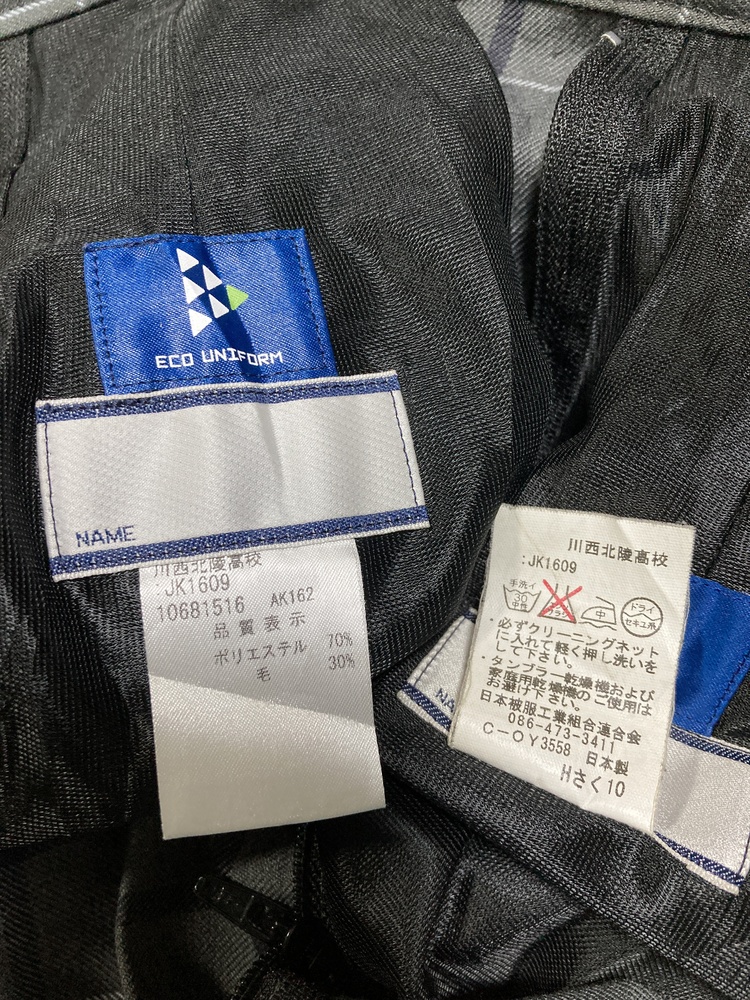 ECO UNIFORM
NAME
川西北陵高校
:JK1609
10681516 AK162
品質表示
ポリエステル 70%
毛 30%
川西北陵高校
:JK1609
手洗イ
30
中性
中
ドライ
セキユ系
・必ずクリーニングネット
に入れて軽く押し洗いを
して下さい。
・タンブラー乾燥機および
家庭用乾燥機のご使用は
お避け下さい。
日本被服工業組合連合会
086-473-3411
C-OY3558 日本製
Hさく10
NA